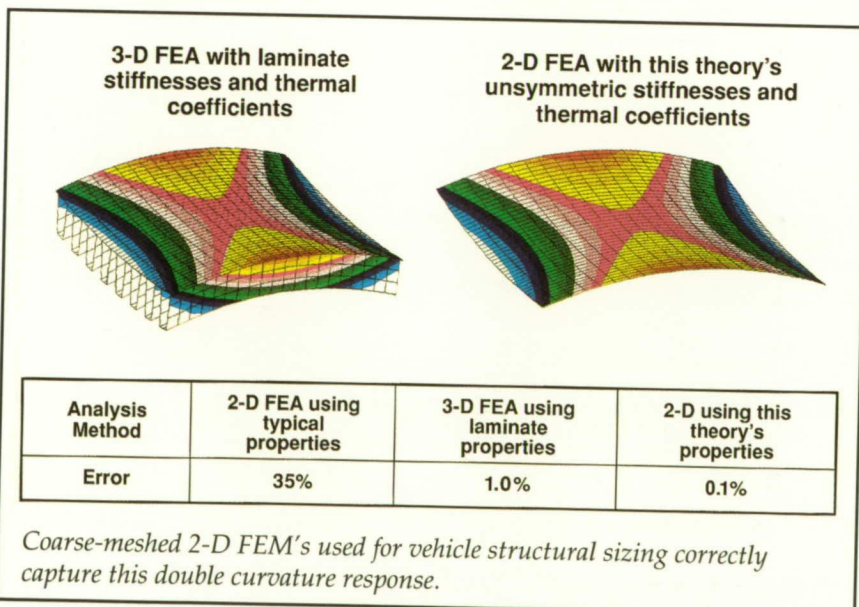 3-D FEA with laminate
stiffnesses and thermal
coefficients
2-D FEA with this theory's
unsymmetric stiffnesses and
thermal coefficients
Analysis
Method
2-D FEA using
typical
properties
3-D FEA using
laminate
properties
2-D using this
theory's
properties
Error
35%
1.0%
0.1%
Coarse-meshed 2-D FEM's used for vehicle structural sizing correctly
capture this double curvature response.